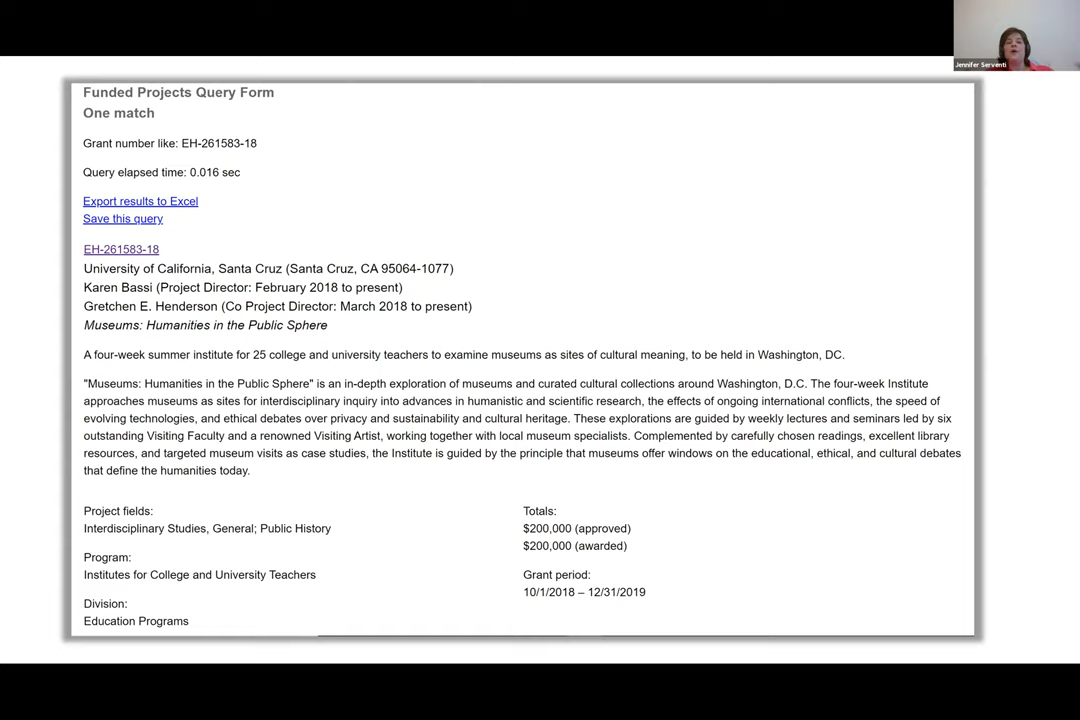 Jennifer Serventi
Funded Projects Query Form
One match
Grant number like: EH-261583-18
Query elapsed time: 0.016 sec
Export results to Excel
Save this query
EH-261583-18
University of California, Santa Cruz (Santa Cruz, CA 95064-1077)
Karen Bassi (Project Director: February 2018 to present)
Gretchen E. Henderson (Co Project Director: March 2018 to present)
Museums: Humanities in the Public Sphere
A four-week summer institute for 25 college and university teachers to examine museums as sites of cultural meaning, to be held in Washington, DC.
"Museums: Humanities in the Public Sphere" is an in-depth exploration of museums and curated cultural collections around Washington, D.C. The four-week Institute
approaches museums as sites for interdisciplinary inquiry into advances in humanistic and scientific research, the effects of ongoing international conflicts, the speed of
evolving technologies, and ethical debates over privacy and sustainability and cultural heritage. These explorations are guided by weekly lectures and seminars led by six
outstanding Visiting Faculty and a renowned Visiting Artist, working together with local museum specialists. Complemented by carefully chosen readings, excellent library
resources, and targeted museum visits as case studies, the Institute is guided by the principle that museums offer windows on the educational, ethical, and cultural debates
that define the humanities today.
Project fields:
Interdisciplinary Studies, General; Public History
Program:
Institutes for College and University Teachers
Division:
Education Programs
Totals:
$200,000 (approved)
$200,000 (awarded)
Grant period:
10/1/2018 – 12/31/2019